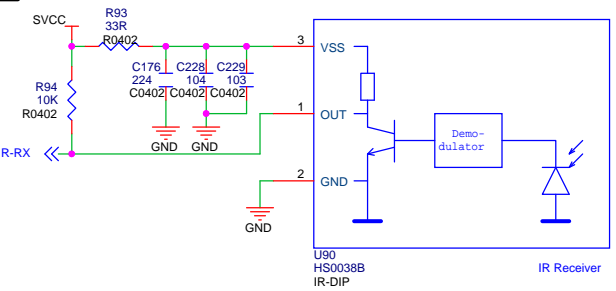 R93
33R
R0402
SVCC
R94
10K
R0402
C176
224
C0402
C228
104
C0402
C229
103
C0402
GND
GND
R-RX
3
VSS
1
OUT
2
GND
GND
Demo-
dulator
U90
HS0038B
IR-DIP
IR Receiver